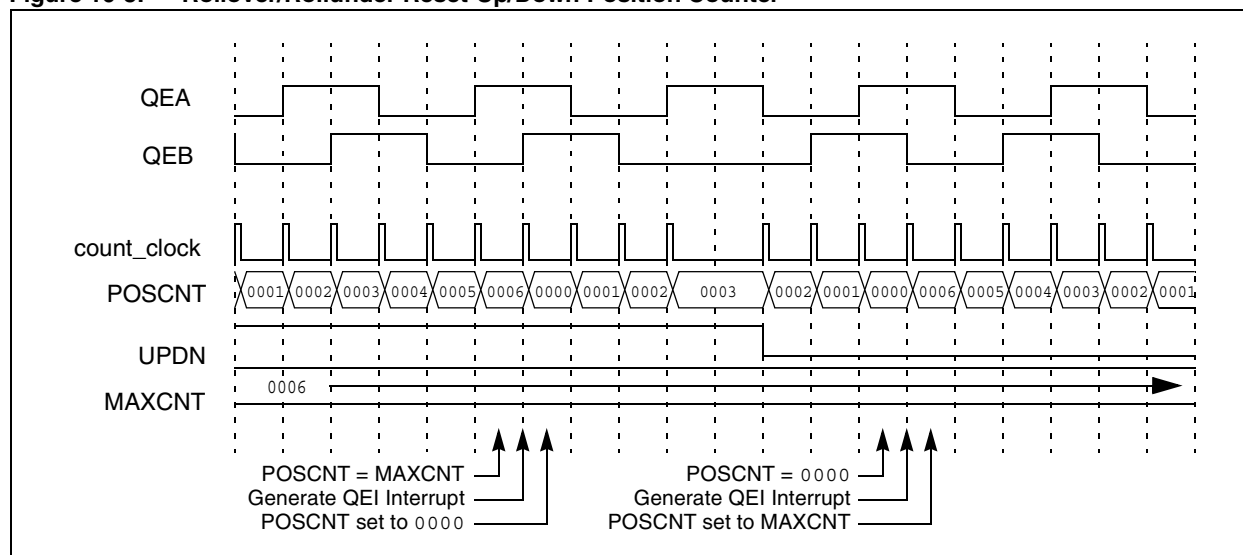 Figure Rollover/Rollunder Reset-Up/Down Position Counter
QEA
QEB
count_clock
POSCNT 0001 0002 0003 0004 0005 0006 0000 0001 0002 0003 0002 0001 0000 0006 0005 0004 0003 0002 0001
UPDN
0006
MAXCNT
POSCNT = MAXCNT
Generate QEI Interrupt
POSCNT set to 0000
POSCNT = 0000
Generate QEI Interrupt
POSCNT set to MAXCNT